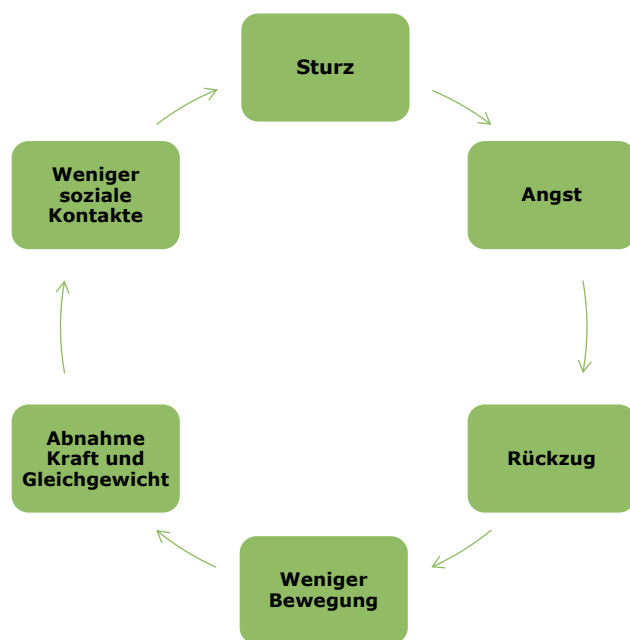 Sturz
Angst
Rückzug
Weniger
Bewegung
Abnahme
Kraft und
Gleichgewicht
Weniger
soziale
Kontakte